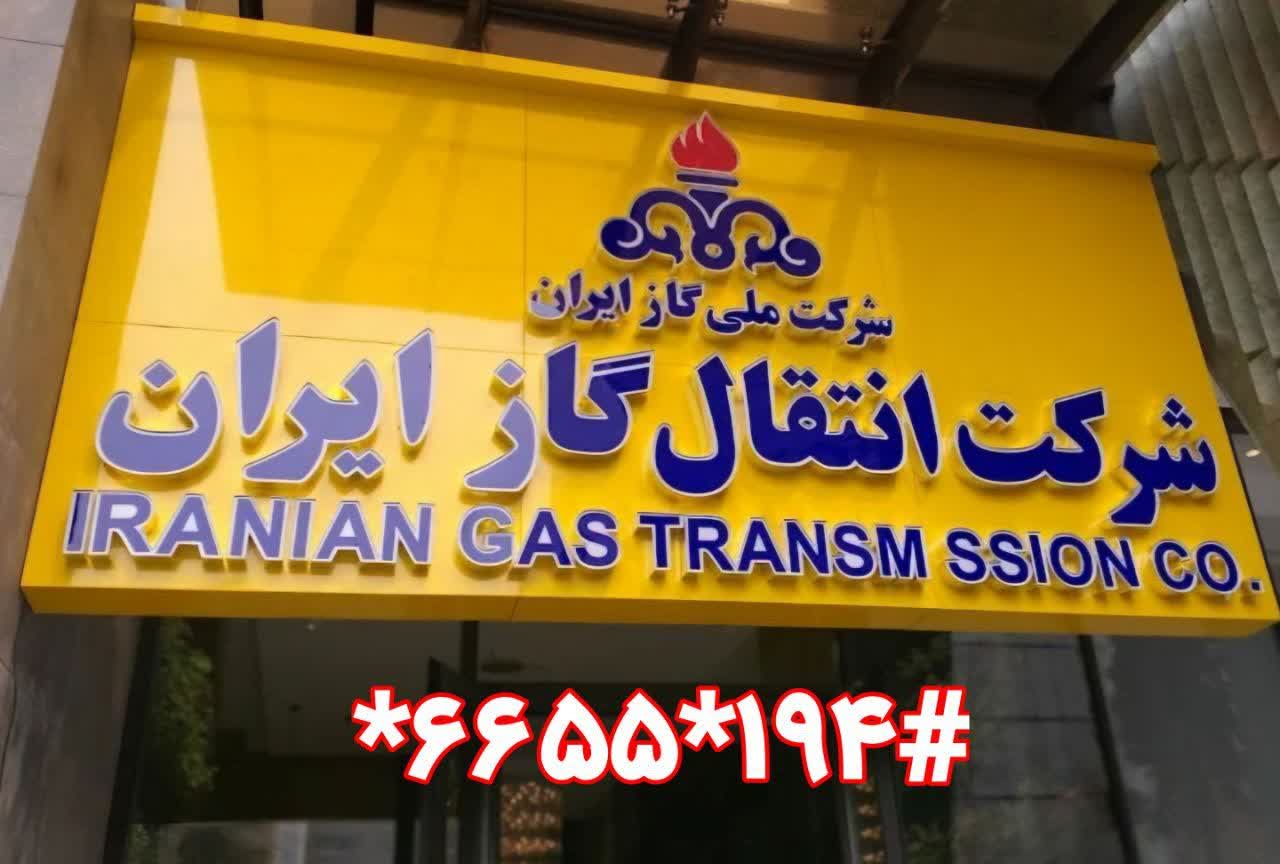 شرکت ملی گاز ایران
شرکت انتقال گاز ایران
IRANIAN GAS TRANSM SSION CO.
*۶۶۵۵*۱۹۴#